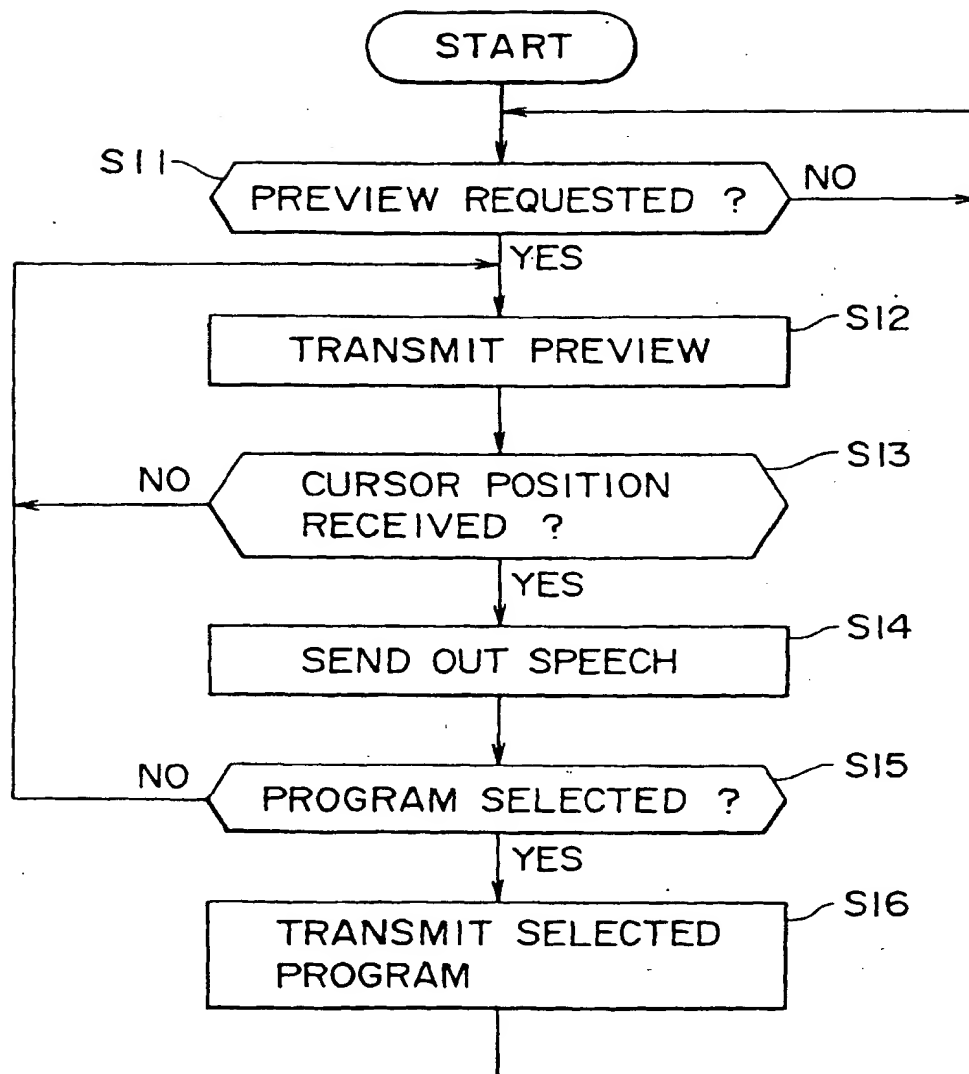 START
S11
PREVIEW REQUESTED ?
NO
YES
S12
TRANSMIT PREVIEW
S13
NO
CURSOR POSITION
RECEIVED ?
YES
S14
SEND OUT SPEECH
S15
NO
PROGRAM SELECTED ?
YES
S16
TRANSMIT SELECTED
PROGRAM